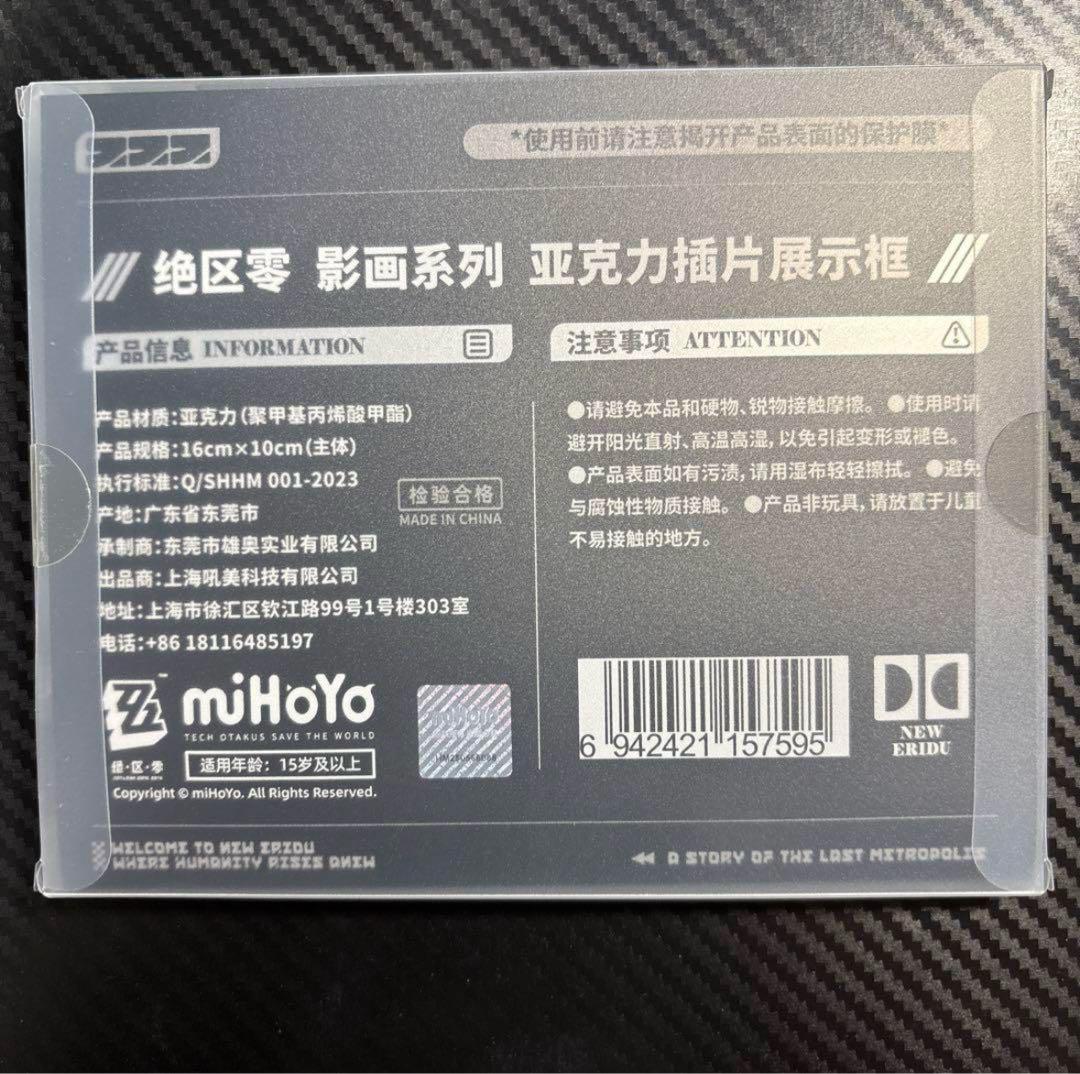 *使用前请注意揭开产品表面的保护膜*
绝区零 影画系列 亚克力插片展示框
产品信息 INFORMATION
产品材质:亚克力(聚甲基丙烯酸甲酯)
产品规格:16cm×10cm(主体)
执行标准:Q/SHHM 001-2023
产地:广东省东莞市
承制商:东莞市雄奥实业有限公司
出品商:上海吼美科技有限公司
地址:上海市徐汇区钦江路99号1号楼303室
电话:+86 18116485197
检验合格
MADE IN CHINA
注意事项 ATTENTION
●请避免本品和硬物、锐物接触摩擦。●使用时请
避开阳光直射、高温高湿,以免引起变形或褪色。
●产品表面如有污渍,请用湿布轻轻擦拭。●避免
与腐蚀性物质接触。●产品非玩具,请放置于儿童
不易接触的地方。
miHoYo
TECH OTAKUS SAVE THE WORLD
适用年龄:15岁及以上
绝·区·零
Copyright © miHoYo. All Rights Reserved.
miHoYo
6 942421 157595
NEW
ERIDU
WELCOME TO NEW ERIDU
WHERE HUMANITY RISES ANEW
A STORY OF THE LAST METROPOLIS